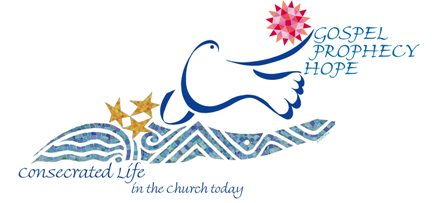 GOSPEL
PROPHECY
HOPE
Consecrated Life
in the Church today